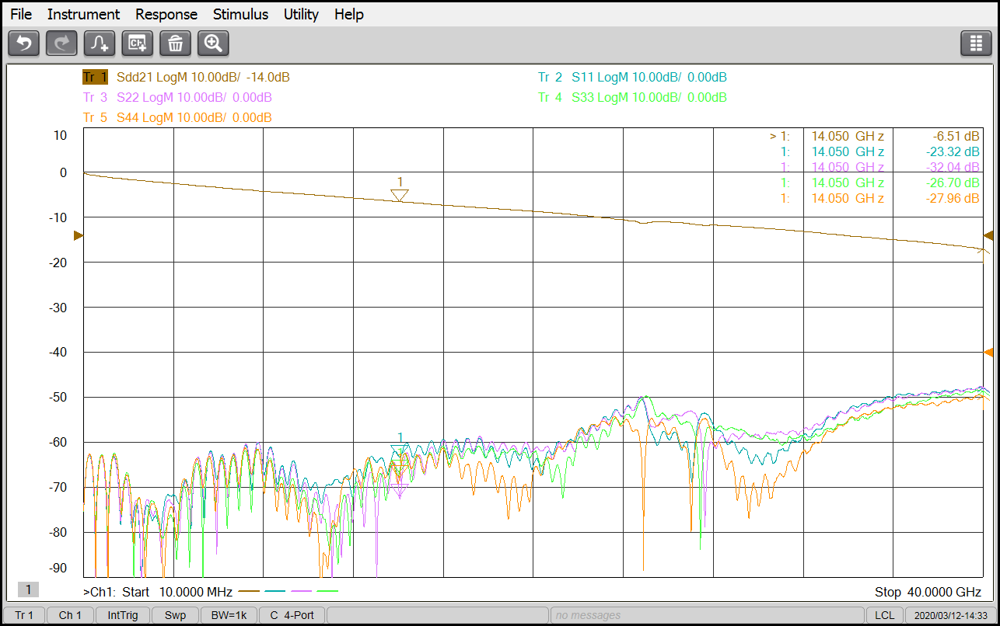 File Instrument Response Stimulus Utility Help
CH
Tr 1 Sdd21 LogM 10.00dB/ -14.0dB
Tr 2 S11 LogM 10.00dB/ 0.00dB
Tr 3 S22 LogM 10.00dB/ 0.00dB
Tr 4 S33 LogM 10.00dB/ 0.00dB
Tr 5 S44 LogM 10.00dB/ 0.00dB
> 1: 14.050 GH z -6.51 dB
1: 14.050 GH z -23.32 dB
1: 14.050 GH z -32.04 dB
1: 14.050 GH z -26.70 dB
1: 14.050 GH z -27.96 dB
10
0
-10
-20
-30
-40
-50
-60
-70
-80
-90
1
1
1
>Ch1: Start 10.0000 MHz
Stop 40.0000 GHz
Tr 1 Ch 1 IntTrig Swp BW=1k C 4-Port no messages LCL 2020/03/12-14:33